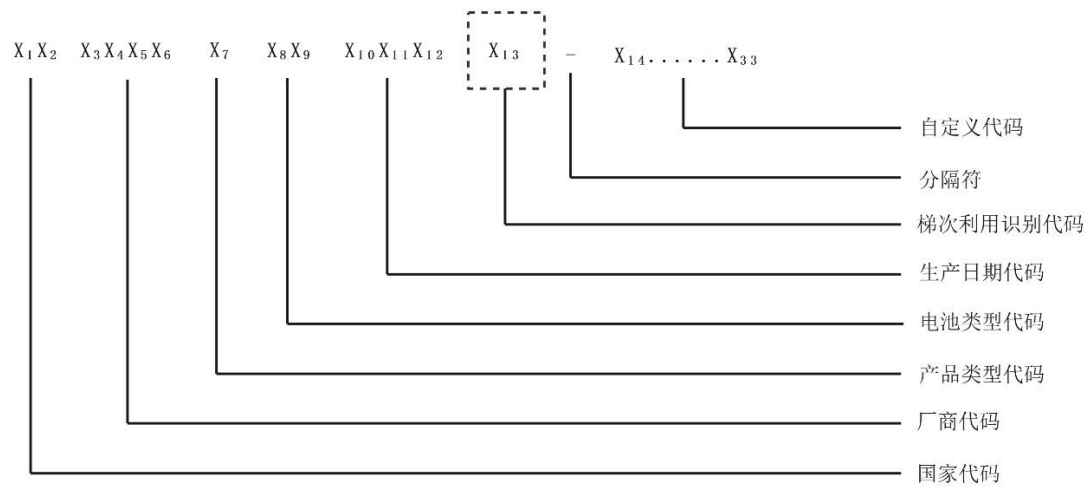 X₁X₂ X₃X₄X₅X₆ X₇ X₈X₉ X₁₀X₁₁X₁₂ X₁₃ - X₁₄......X₃₃
自定义代码
分隔符
梯次利用识别代码
生产日期代码
电池类型代码
产品类型代码
厂商代码
国家代码